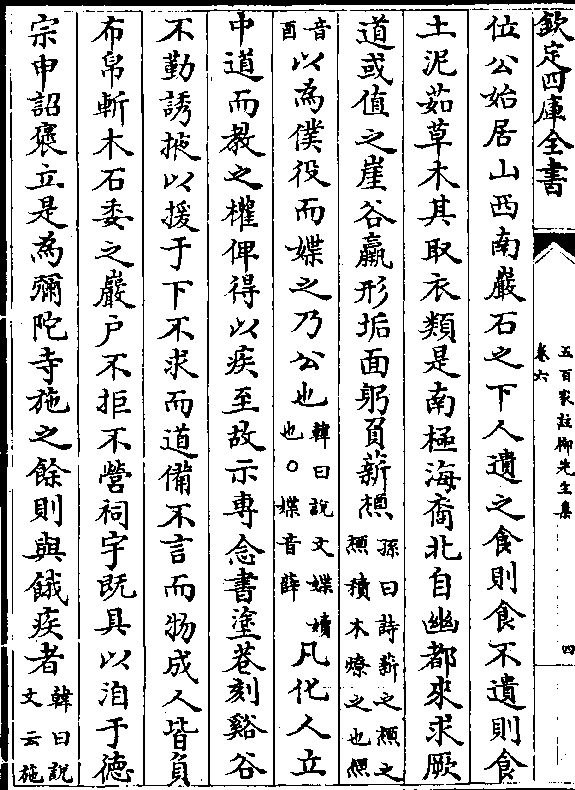 欽定四庫全書
五百家註柳先生集
卷六
四
位公始居山西南巖石之下人遺之食則食不遺則食
土泥茹草木其取衣類是南極海裔北自幽都來求厥
道或值之崖谷羸形垢面躬負薪槱孫曰詩薪之槱之
槱積木燎之也槱
音酉以為僕役而媟之乃公也韓曰說文媟嬻
也○媟音薛凡化人立
中道而教之權俾得以疾至故示專念書塗巷刻谿谷
不勤誘掖以援于下不求而道備不言而物成人皆負
布帛斬木石委之巖戶不拒不營祠宇既具以洎于德
宗申詔褒立是為彌陀寺施之餘則與餓疾者韓曰說
文云施